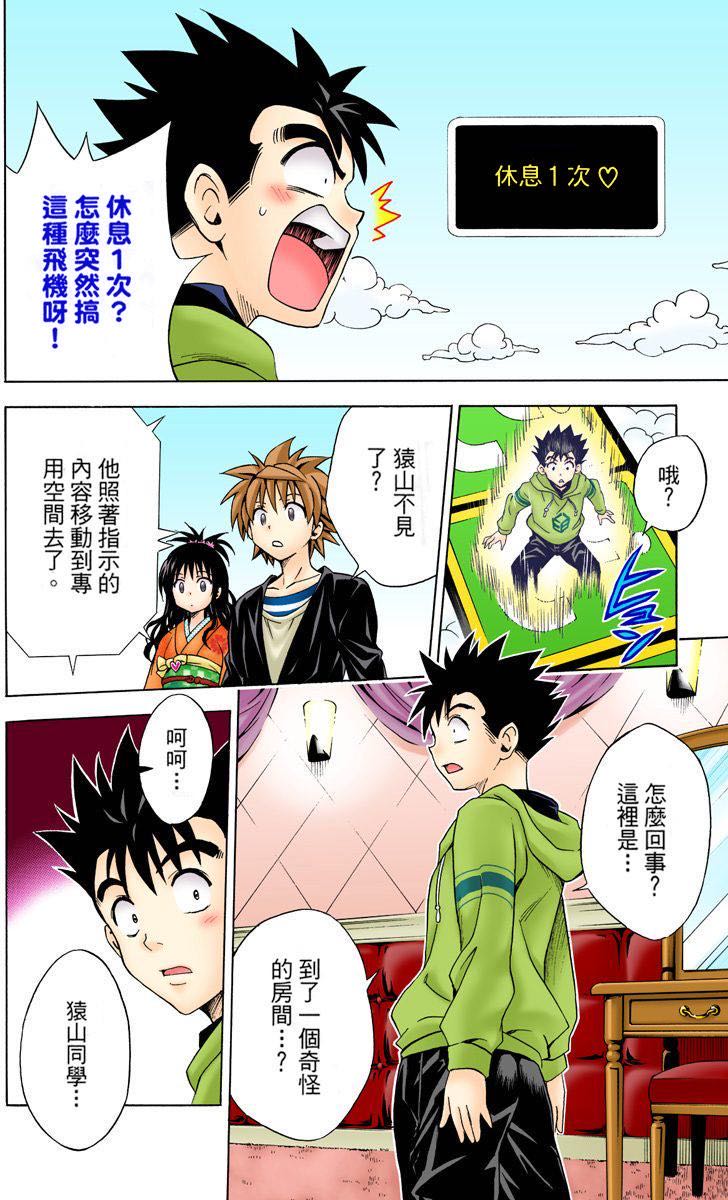 休息1次♡
休息1次？
怎麼突然搞
這種飛機呀！
哦？
猿山不見
了？
他照著指示的
內容移動到專
用空間去了。
怎麼回事？
這裡是…
到了一個奇怪
的房間…？
呵呵…
猿山同學…